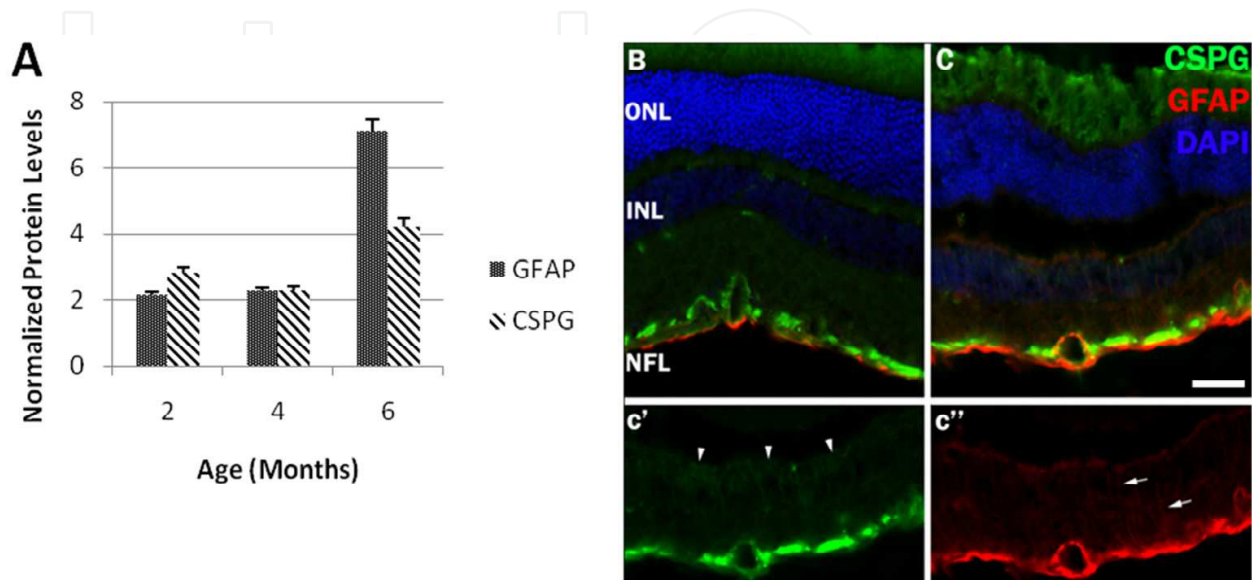 A
8
6
4
2
0
2 4 6
Normalized Protein Levels
Age (Months)
GFAP
CSPG
B
ONL
INL
NFL
C
CSPG
GFAP
DAPI
c'
c''